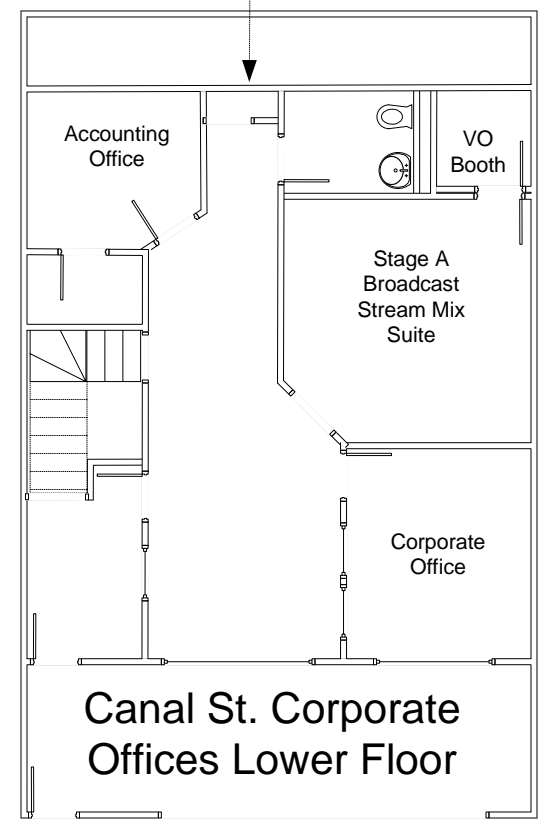 Accounting
Office
VO
Booth
Stage A
Broadcast
Stream Mix
Suite
Corporate
Office
Canal St. Corporate
Offices Lower Floor